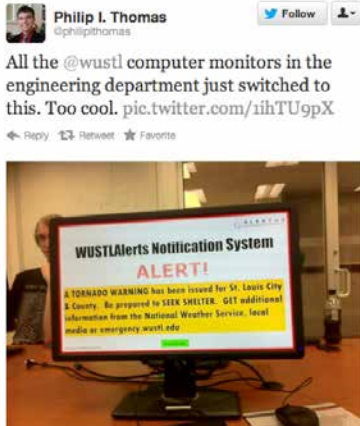 Philip I. Thomas
@philipithomas
Follow
All the @wustl computer monitors in the
engineering department just switched to
this. Too cool. pic.twitter.com/1ihTU9pX
Reply Retweet Favorite
WUSTLAlerts Notification System
ALERT!
A TORNADO WARNING has been issued for St. Louis City
& County. Be prepared to SEEK SHELTER. GET additional
information from the National Weather Service, local
media or emergency.wustl.edu